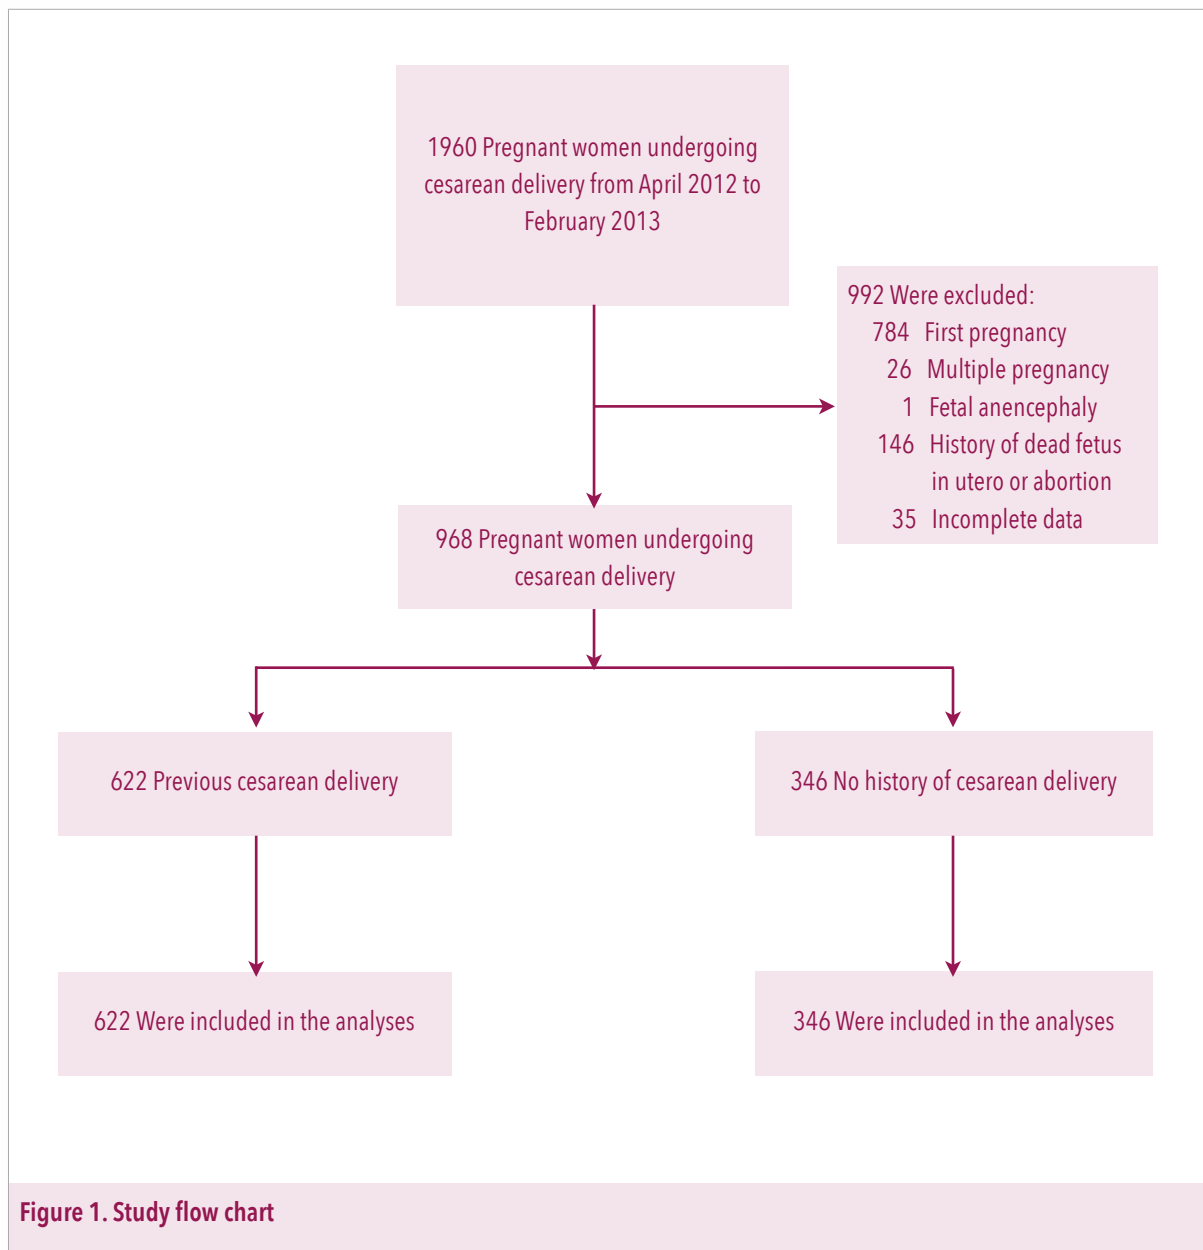 1960 Pregnant women undergoing
cesarean delivery from April 2012 to
February 2013
992 Were excluded:
784 First pregnancy
26 Multiple pregnancy
1 Fetal anencephaly
146 History of dead fetus
in utero or abortion
35 Incomplete data
968 Pregnant women undergoing
cesarean delivery
622 Previous cesarean delivery
346 No history of cesarean delivery
622 Were included in the analyses
346 Were included in the analyses
Figure 1. Study flow chart